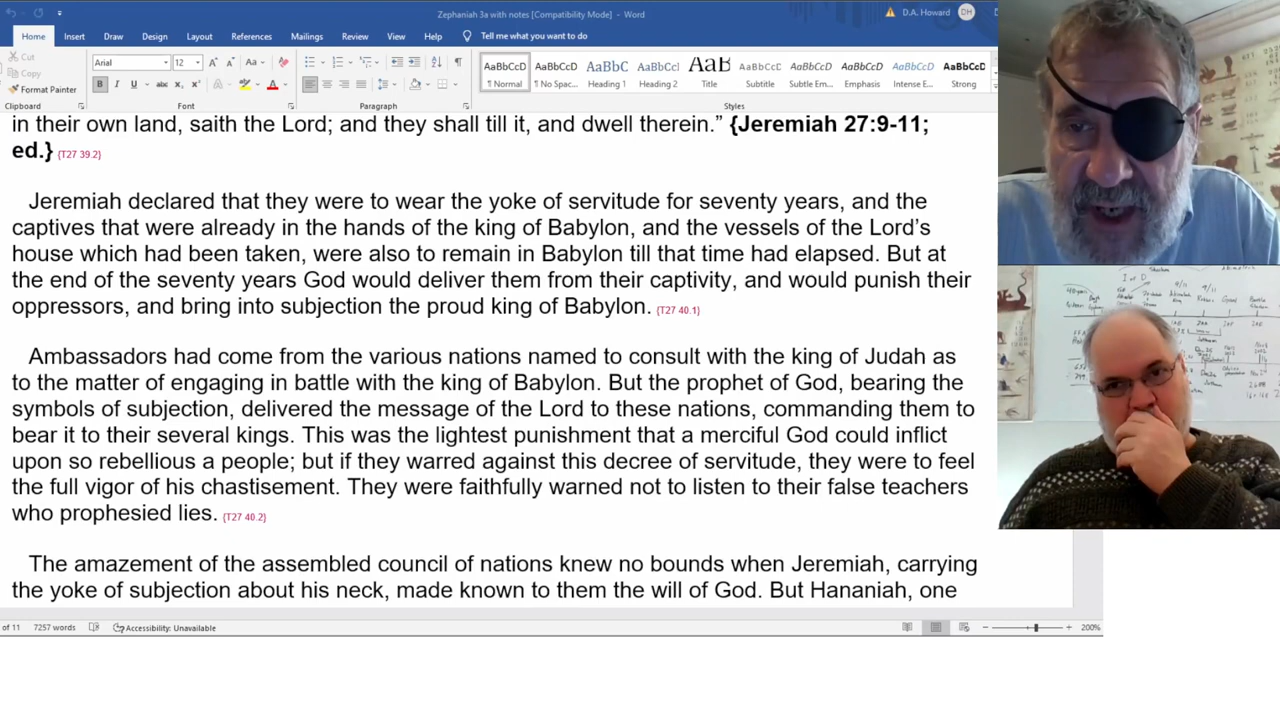 Zephaniah 3a with notes [Compatibility Mode] - Word
D.A. Howard DH
Home Insert Draw Design Layout References Mailings Review View Help Tell me what you want to do
Cut
Copy
Format Painter
Arial 12
AaBbCcD AaBbCcD AaBbC AaBbCcI AaB AaBbCcD AaBbCcD AaBbCcD AaBbCcD AaBbCcD
¶ Normal ¶ No Spac... Heading 1 Heading 2 Title Subtitle Subtle Em... Emphasis Intense E... Strong
Clipboard Font Paragraph Styles
in their own land, saith the Lord; and they shall till it, and dwell therein.” {Jeremiah 27:9-11;
ed.} {T27 39.2}
Jeremiah declared that they were to wear the yoke of servitude for seventy years, and the
captives that were already in the hands of the king of Babylon, and the vessels of the Lord’s
house which had been taken, were also to remain in Babylon till that time had elapsed. But at
the end of the seventy years God would deliver them from their captivity, and would punish their
oppressors, and bring into subjection the proud king of Babylon. {T27 40.1}
Ambassadors had come from the various nations named to consult with the king of Judah as
to the matter of engaging in battle with the king of Babylon. But the prophet of God, bearing the
symbols of subjection, delivered the message of the Lord to these nations, commanding them to
bear it to their several kings. This was the lightest punishment that a merciful God could inflict
upon so rebellious a people; but if they warred against this decree of servitude, they were to feel
the full vigor of his chastisement. They were faithfully warned not to listen to their false teachers
who prophesied lies. {T27 40.2}
The amazement of the assembled council of nations knew no bounds when Jeremiah, carrying
the yoke of subjection about his neck, made known to them the will of God. But Hananiah, one
of 11 7257 words Accessibility: Unavailable 200%